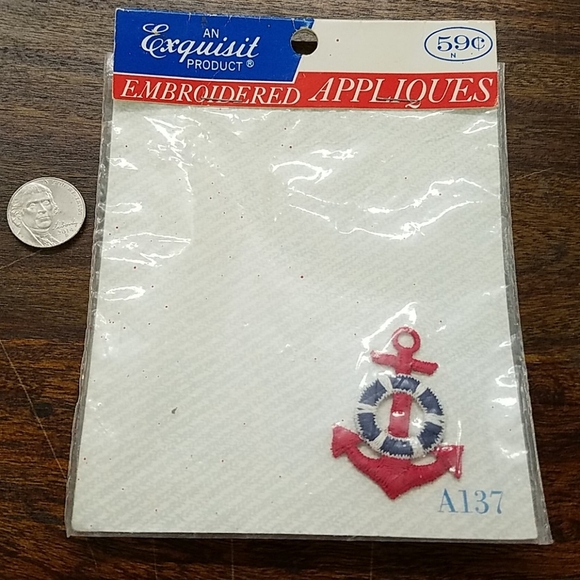 AN
Exquisit
PRODUCT®
59¢
N
EMBROIDERED APPLIQUES
A137